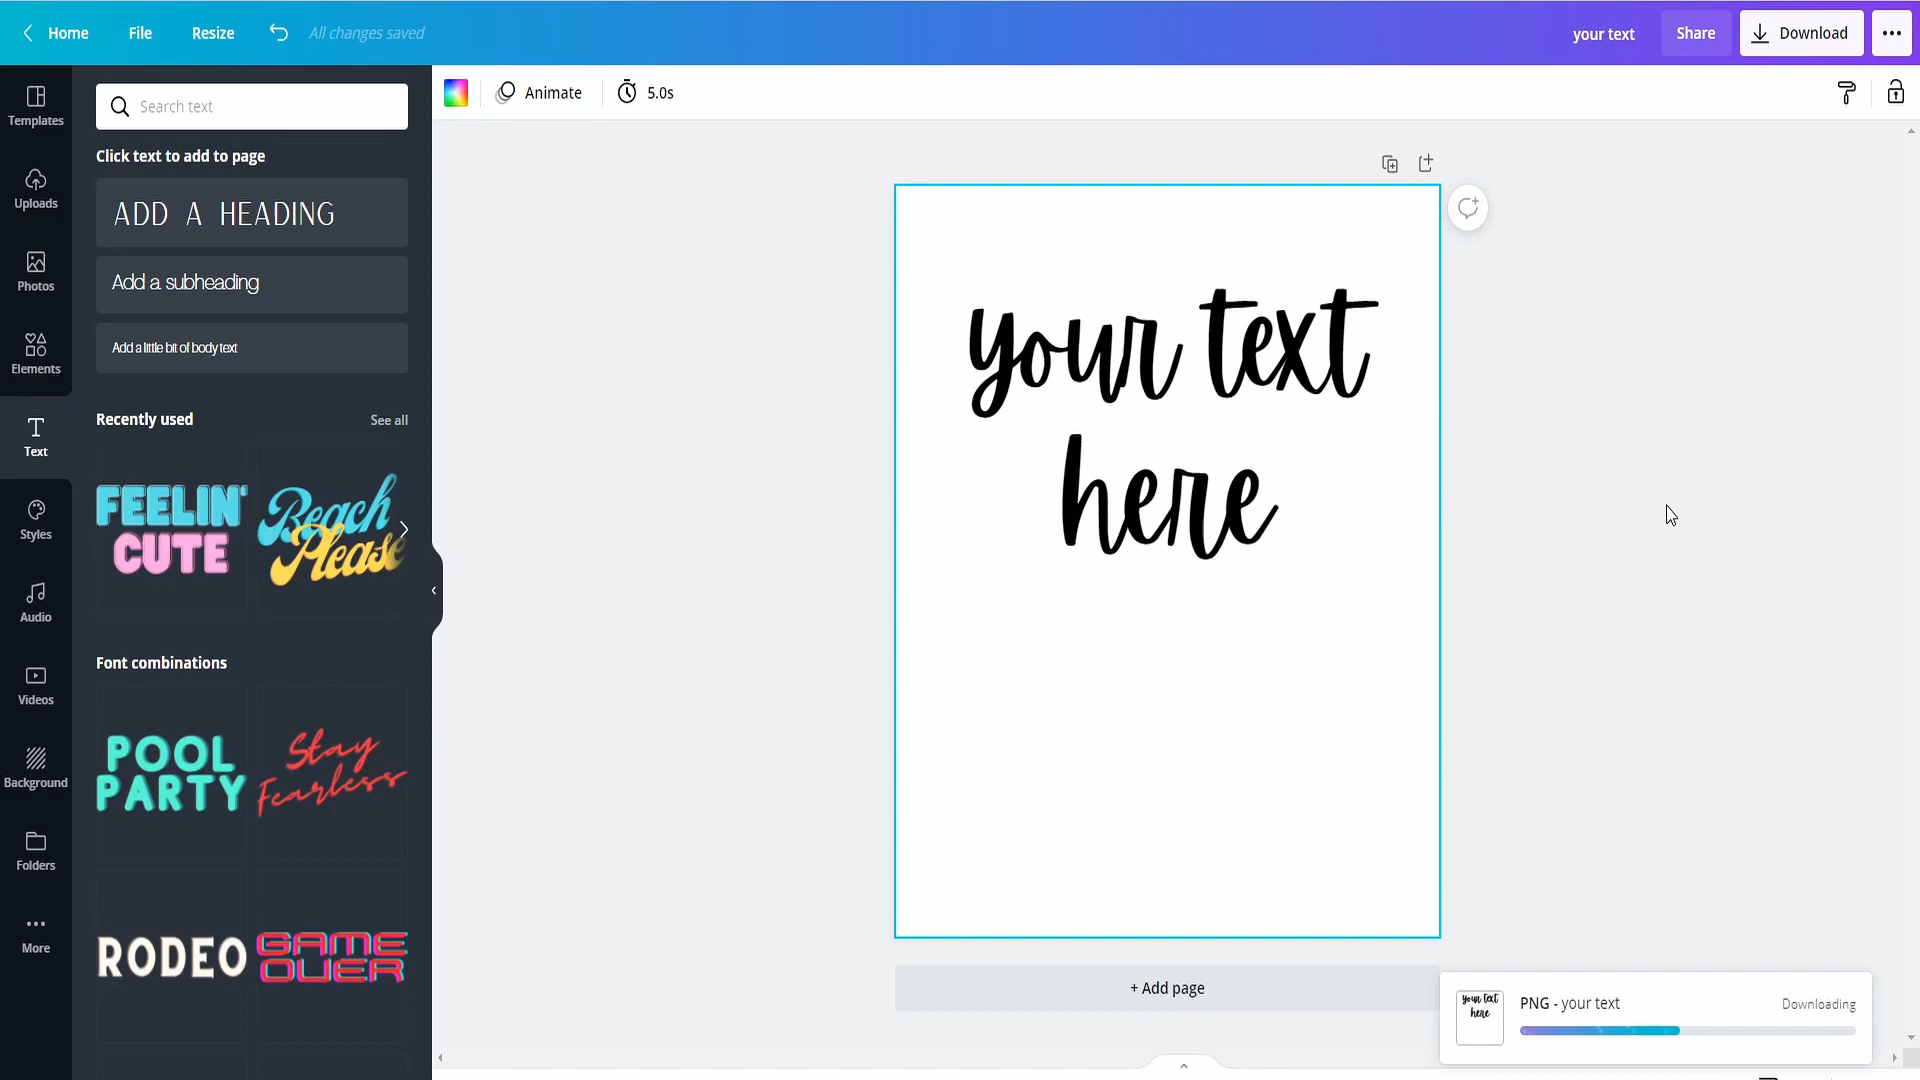 Home File Resize All changes saved your text Share Download
Templates
Uploads
Photos
Elements
Text
Styles
Audio
Videos
Background
Folders
More
Search text
Click text to add to page
ADD A HEADING
Add a subheading
Add a little bit of body text
Recently used See all
FEELIN'
CUTE
Beach
Please
Font combinations
POOL
PARTY
Stay
Fearless
RODEO
GAME
OVER
Animate 5.0s
your text
here
+ Add page
your text
here
PNG - your text Downloading